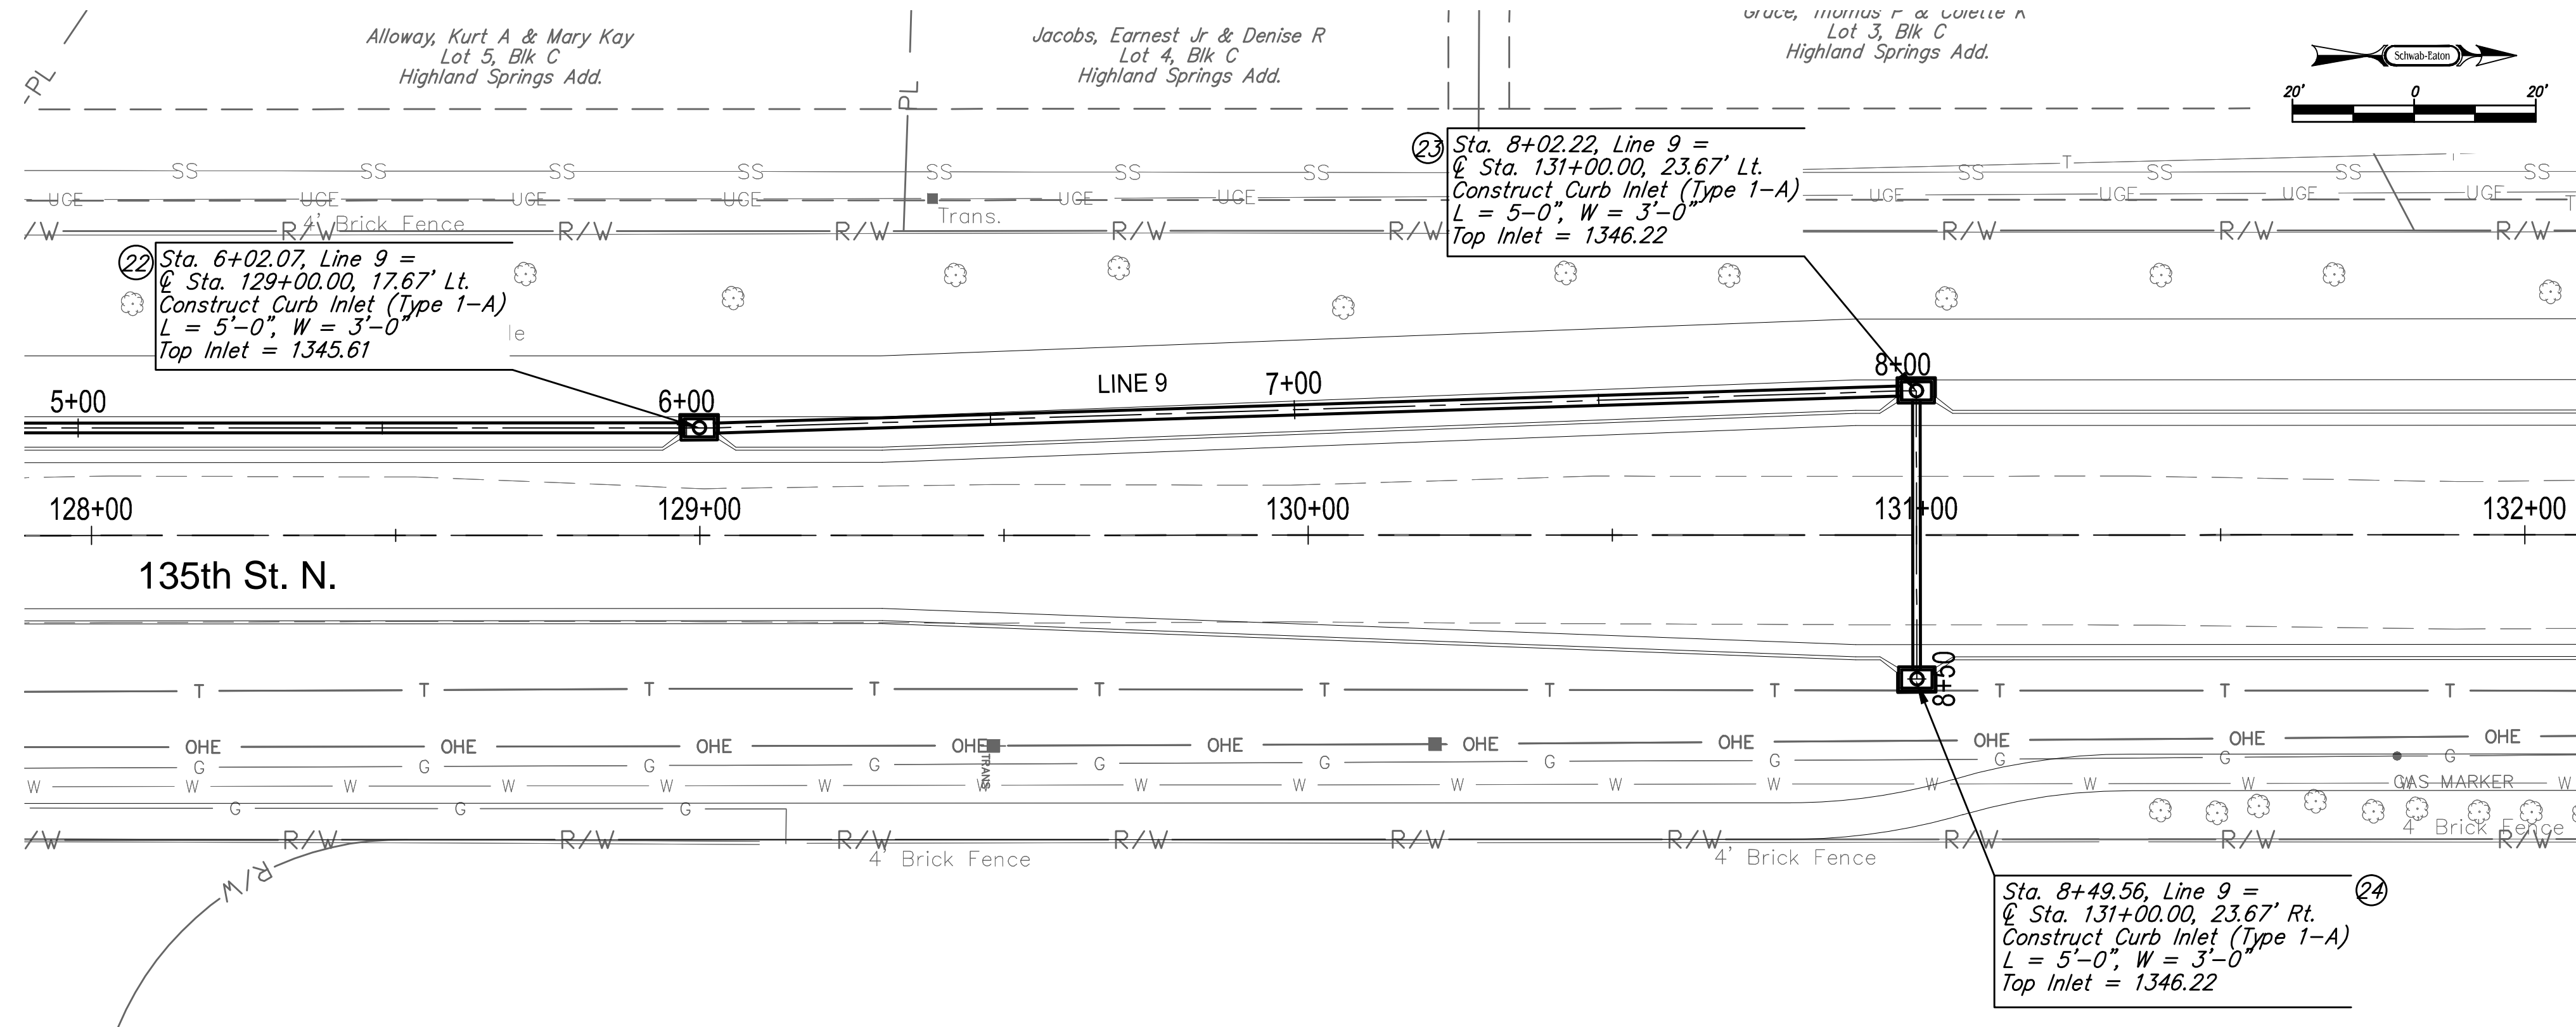 Alloway, Kurt A & Mary Kay
Lot 5, Blk C
Highland Springs Add.
Jacobs, Earnest Jr & Denise R
Lot 4, Blk C
Highland Springs Add.
Grace, Thomas P & Colette K
Lot 3, Blk C
Highland Springs Add.
Schwab-Eaton
20' 0 20'
PL
PL
SS SS SS SS SS SS SS SS SS SS SS
T
UGE UGE UGE UGE UGE UGE UGE UGE UGE UGE
Trans.
4' Brick Fence
/W R/W R/W R/W R/W R/W R/W R/W R/W
22
Sta. 6+02.07, Line 9 =
℄ Sta. 129+00.00, 17.67' Lt.
Construct Curb Inlet (Type 1-A)
L = 5'-0", W = 3'-0"
Top Inlet = 1345.61
le
23
Sta. 8+02.22, Line 9 =
℄ Sta. 131+00.00, 23.67' Lt.
Construct Curb Inlet (Type 1-A)
L = 5-0", W = 3'-0"
Top Inlet = 1346.22
5+00 6+00 LINE 9 7+00 8+00
128+00 129+00 130+00 131+00 132+00
135th St. N.
8+50
T T T T T T T T T T T
OHE OHE OHE OHE OHE OHE OHE OHE OHE OHE
TRANS
G G G G G G G G G G G
W W W W W W W W W W W W W W W W W
GAS MARKER
G G G
4' Brick Fence
/W R/W R/W R/W R/W R/W R/W R/W R/W R/W
4' Brick Fence
4' Brick Fence
R/W
24
Sta. 8+49.56, Line 9 =
℄ Sta. 131+00.00, 23.67' Rt.
Construct Curb Inlet (Type 1-A)
L = 5'-0", W = 3'-0"
Top Inlet = 1346.22